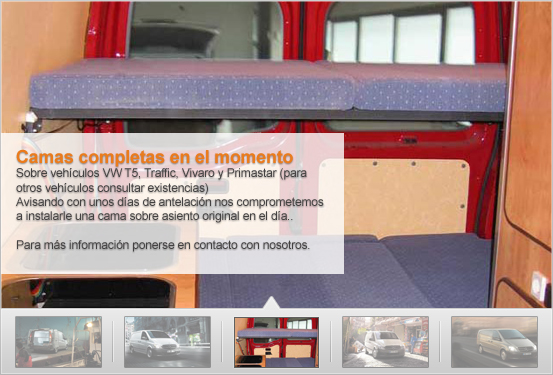 Camas completas en el momento
Sobre vehículos VW T5, Traffic, Vivaro y Primastar (para
otros vehículos consultar existencias)
Avisando con unos días de antelación nos comprometemos
a instalarle una cama sobre asiento original en el día..
Para más información ponerse en contacto con nosotros.